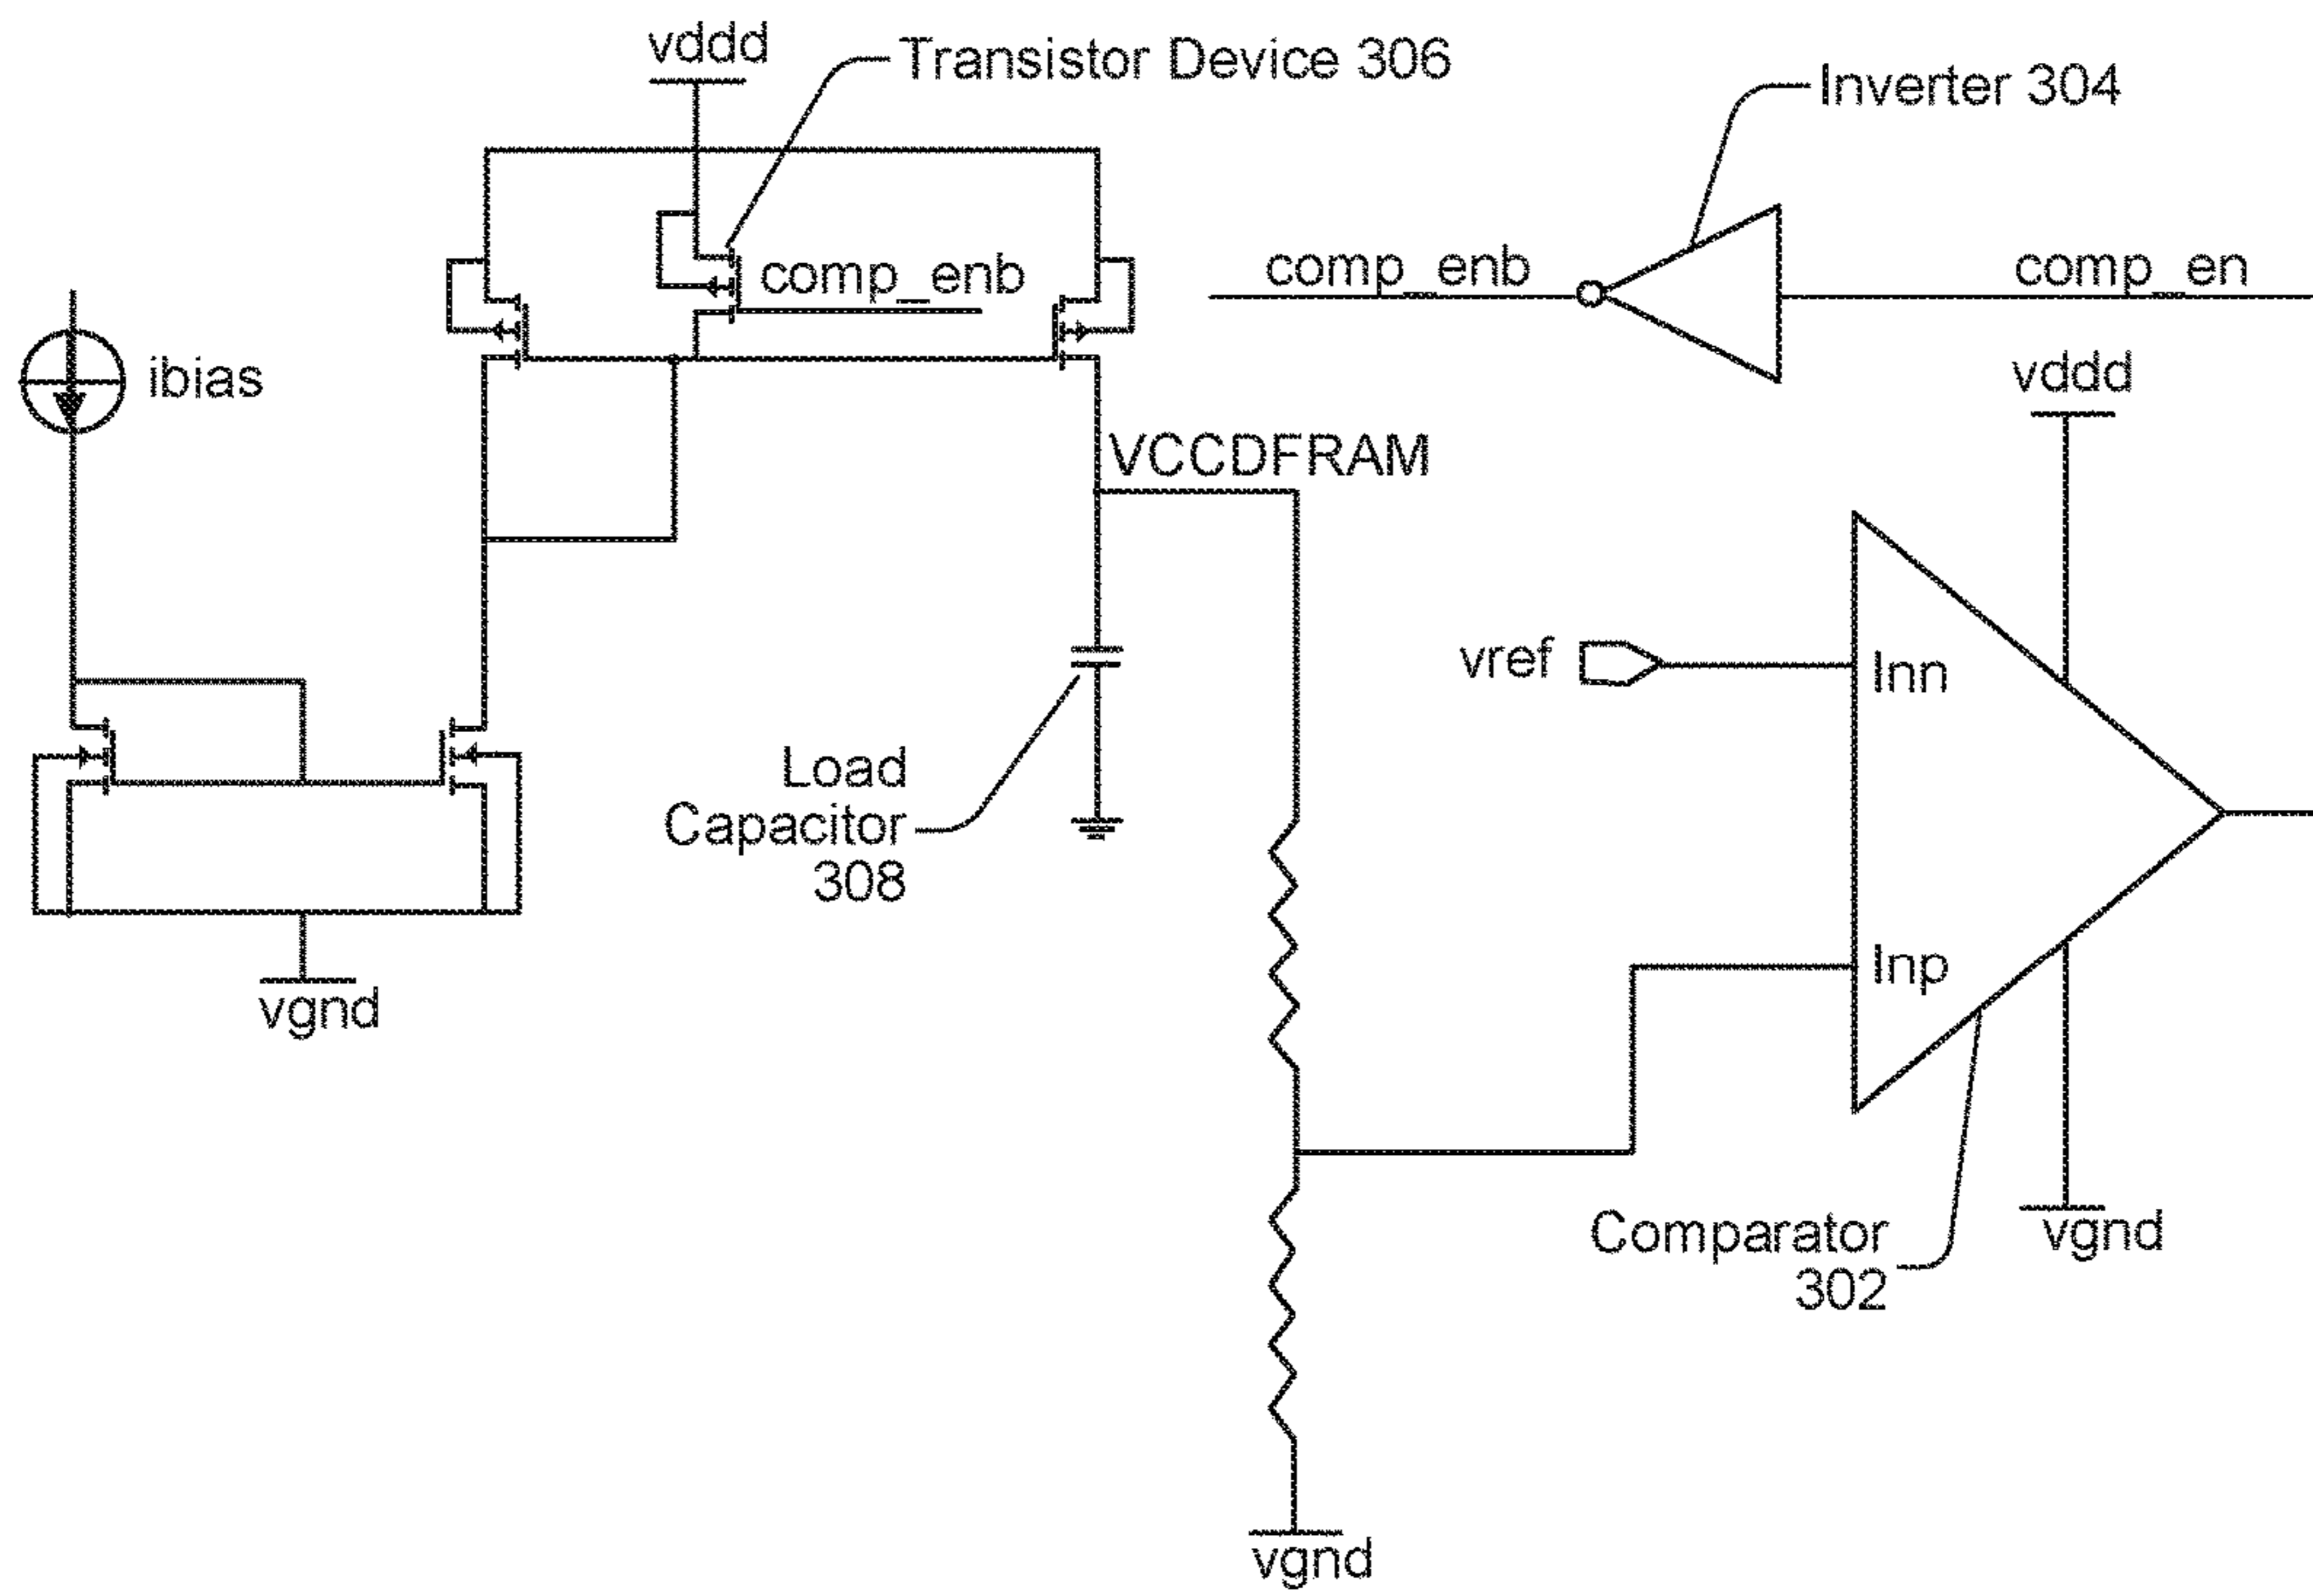 vddd
Transistor Device 306
Inverter 304
comp_enb
comp_enb
comp_en
ibias
vddd
VCCDFRAM
vref
Inn
Load
Capacitor
308
Inp
vgnd
Comparator
302
vgnd
vgnd